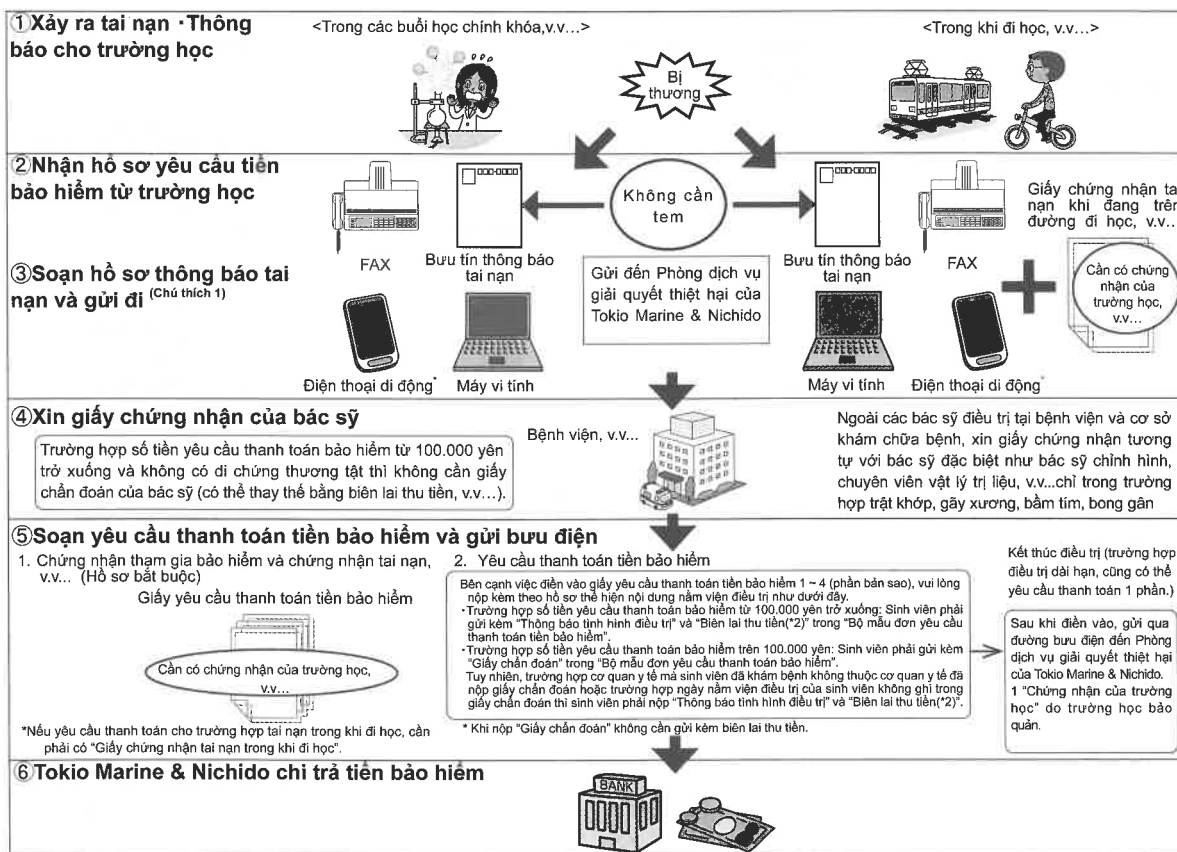 ①Xảy ra tai nạn ・Thông
báo cho trường học
<Trong các buổi học chính khóa,v.v...>
Bị
thương
<Trong khi đi học, v.v...>
②Nhận hồ sơ yêu cầu tiền
bảo hiểm từ trường học
③Soạn hồ sơ thông báo tai
nạn và gửi đi (Chú thích 1)
FAX
Bưu tín thông báo
tai nạn
Điện thoại di động*
Máy vi tính
Không cần
tem
Gửi đến Phòng dịch vụ
giải quyết thiệt hại của
Tokio Marine & Nichido
Bưu tín thông báo
tai nạn
FAX
Máy vi tính
Điện thoại di động*
Giấy chứng nhận tai
nạn khi đang trên
đường đi học, v.v...
Cần có chứng
nhận của
trường học,
v.v...
④Xin giấy chứng nhận của bác sỹ
Trường hợp số tiền yêu cầu thanh toán bảo hiểm từ 100.000 yên
trở xuống và không có di chứng thương tật thì không cần giấy
chẩn đoán của bác sỹ (có thể thay thế bằng biên lai thu tiền, v.v...).
Bệnh viện, v.v...
Ngoài các bác sỹ điều trị tại bệnh viện và cơ sở
khám chữa bệnh, xin giấy chứng nhận tương
tự với bác sỹ đặc biệt như bác sỹ chỉnh hình,
chuyên viên vật lý trị liệu, v.v...chỉ trong trường
hợp trật khớp, gãy xương, bầm tím, bong gân
⑤Soạn yêu cầu thanh toán tiền bảo hiểm và gửi bưu điện
1. Chứng nhận tham gia bảo hiểm và chứng nhận tai nạn,
v.v... (Hồ sơ bắt buộc)
Giấy yêu cầu thanh toán tiền bảo hiểm
Cần có chứng nhận của trường học,
v.v...
*Nếu yêu cầu thanh toán cho trường hợp tai nạn trong khi đi học, cần
phải có “Giấy chứng nhận tai nạn trong khi đi học”.
2. Yêu cầu thanh toán tiền bảo hiểm
Bên cạnh việc điền vào giấy yêu cầu thanh toán tiền bảo hiểm 1 ~ 4 (phần bản sao), vui lòng
nộp kèm theo hồ sơ thể hiện nội dung nằm viện điều trị như dưới đây.
・Trường hợp số tiền yêu cầu thanh toán bảo hiểm từ 100.000 yên trở xuống: Sinh viên phải
gửi kèm “Thông báo tình hình điều trị” và “Biên lai thu tiền(*2)” trong “Bộ mẫu đơn yêu cầu
thanh toán tiền bảo hiểm”.
・Trường hợp số tiền yêu cầu thanh toán bảo hiểm trên 100.000 yên: Sinh viên phải gửi kèm
“Giấy chẩn đoán” trong “Bộ mẫu đơn yêu cầu thanh toán bảo hiểm”.
Tuy nhiên, trường hợp cơ quan y tế mà sinh viên đã khám bệnh không thuộc cơ quan y tế đã
nộp giấy chẩn đoán hoặc trường hợp ngày nằm viện điều trị của sinh viên không ghi trong
giấy chẩn đoán thì sinh viên phải nộp “Thông báo tình hình điều trị” và “Biên lai thu tiền(*2)”.
* Khi nộp “Giấy chẩn đoán” không cần gửi kèm biên lai thu tiền.
Kết thúc điều trị (trường hợp
điều trị dài hạn, cũng có thể
yêu cầu thanh toán 1 phần.)
Sau khi điền vào, gửi qua
đường bưu điện đến Phòng
dịch vụ giải quyết thiệt hại
của Tokio Marine & Nichido.
1 “Chứng nhận của trường
học” do trường học bảo
quản.
⑥Tokio Marine & Nichido chi trả tiền bảo hiểm
BANK